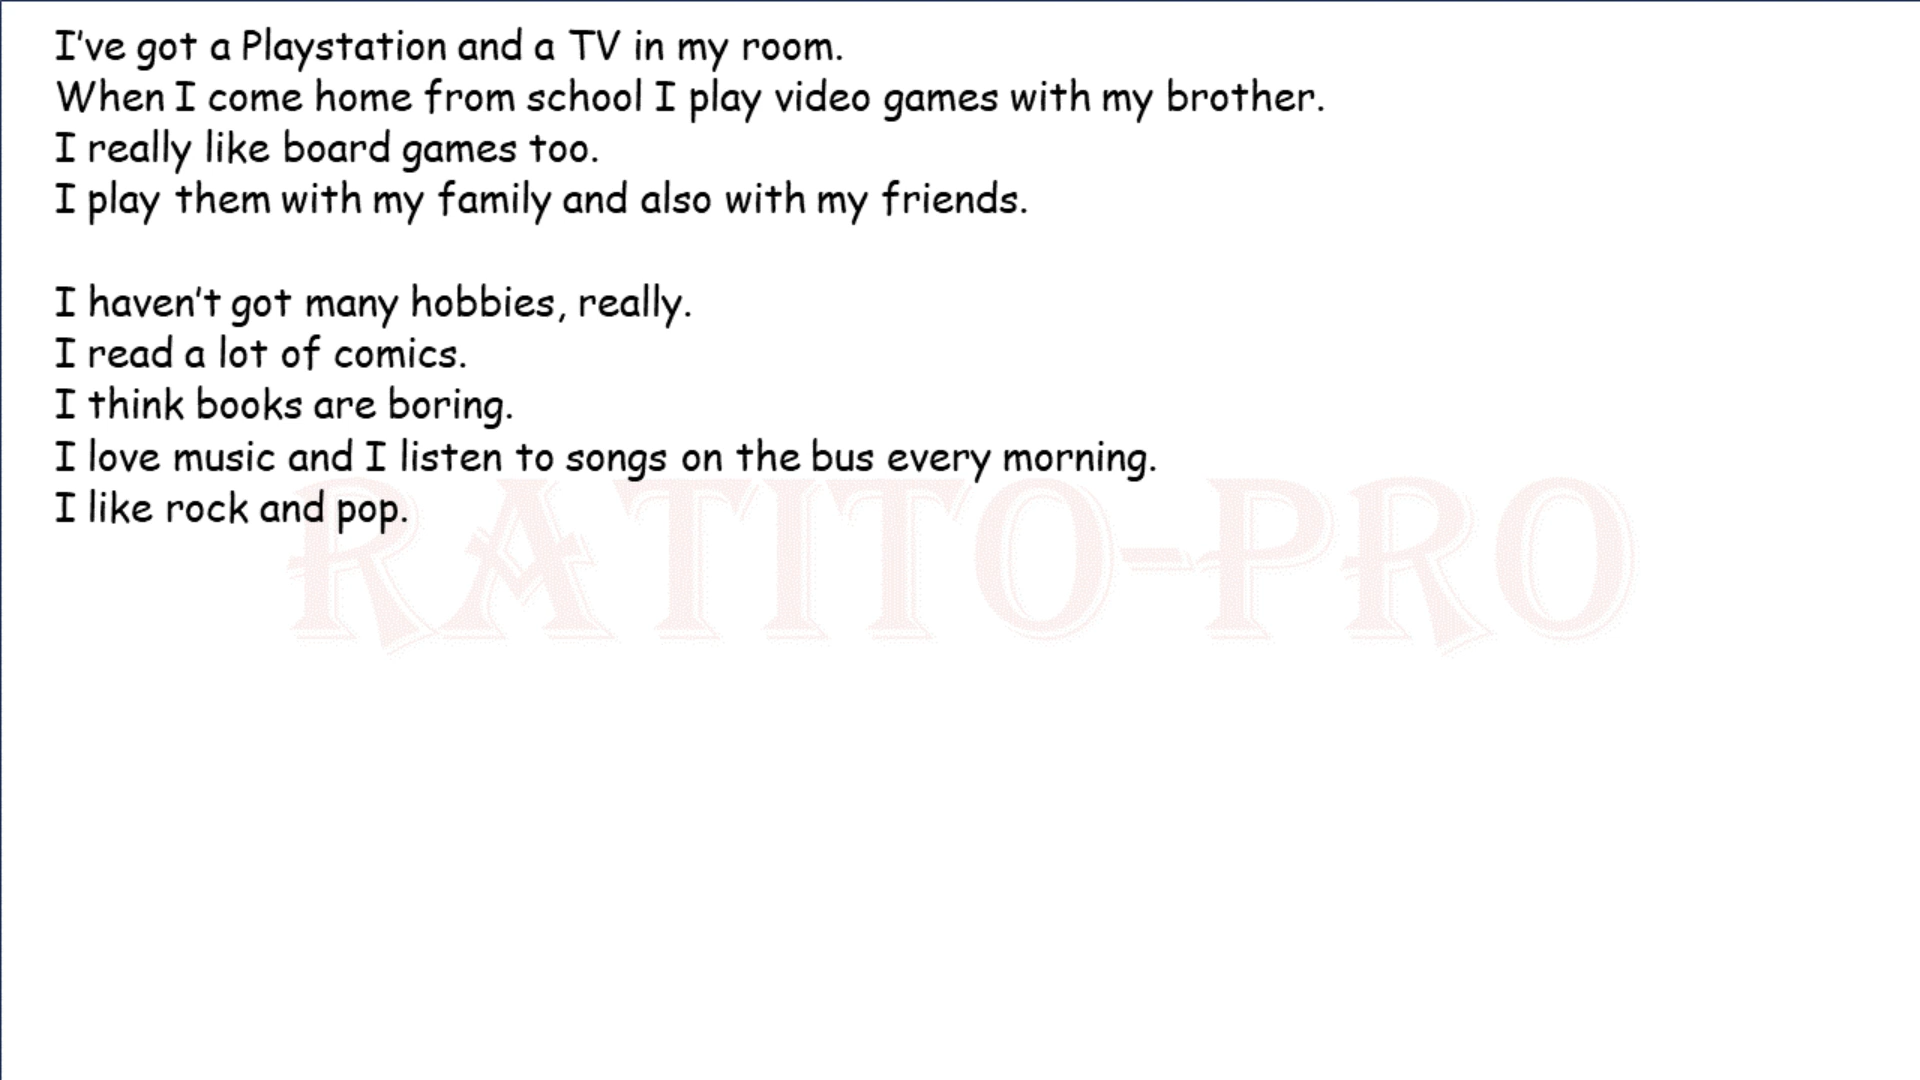 I've got a Playstation and a TV in my room.
When I come home from school I play video games with my brother.
I really like board games too.
I play them with my family and also with my friends.
I haven't got many hobbies, really.
I read a lot of comics.
I think books are boring.
I love music and I listen to songs on the bus every morning.
I like rock and pop.
RATITO-PRO